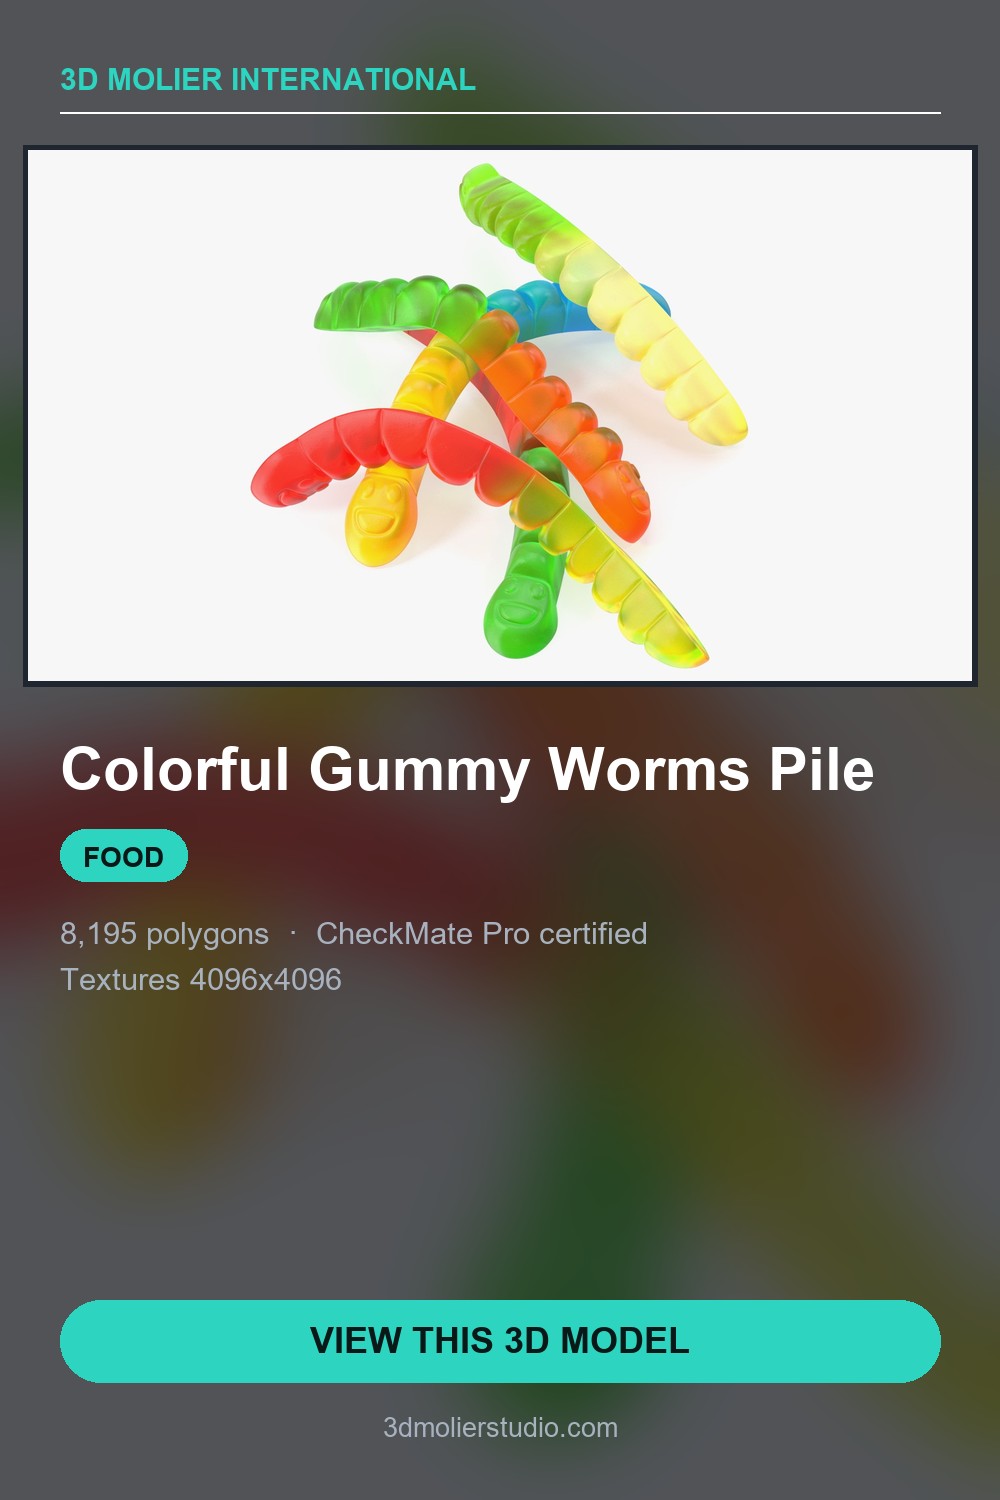 3D MOLIER INTERNATIONAL
Colorful Gummy Worms Pile
FOOD
8,195 polygons · CheckMate Pro certified
Textures 4096x4096
VIEW THIS 3D MODEL
3dmolierstudio.com